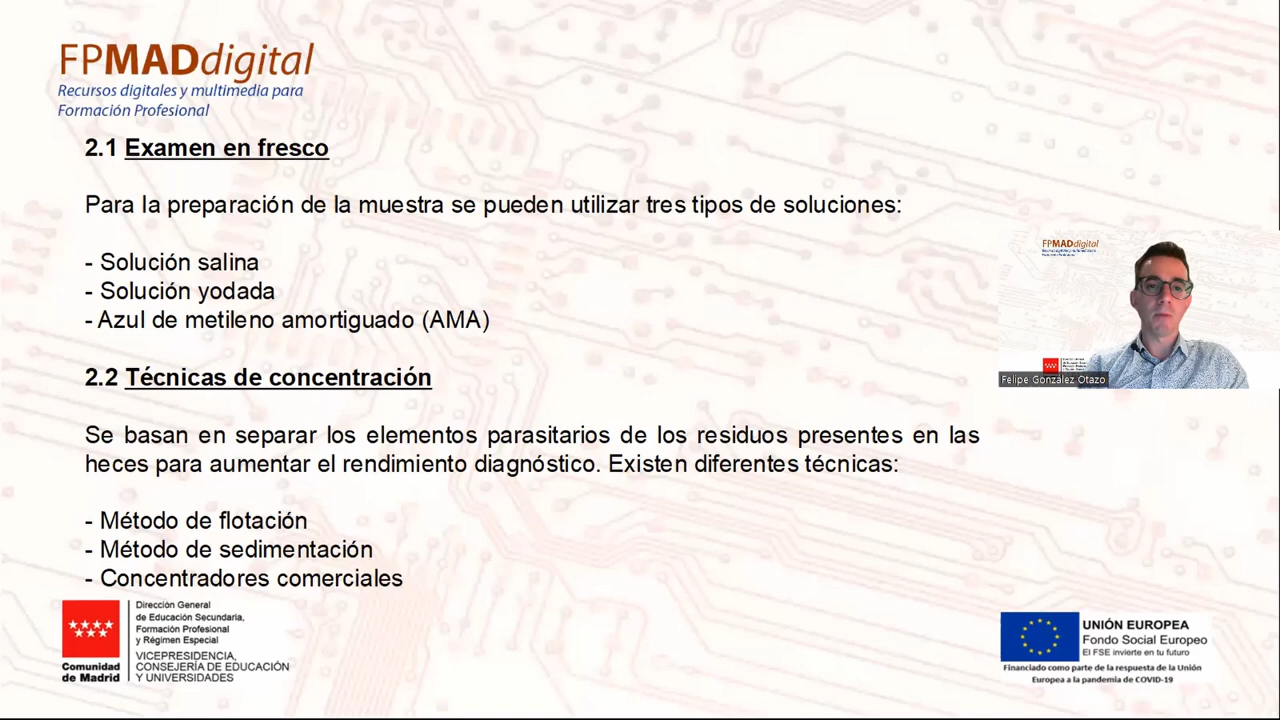 FPMADdigital
Recursos digitales y multimedia para
Formación Profesional
2.1 Examen en fresco
Para la preparación de la muestra se pueden utilizar tres tipos de soluciones:
- Solución salina
- Solución yodada
- Azul de metileno amortiguado (AMA)
2.2 Técnicas de concentración
Se basan en separar los elementos parasitarios de los residuos presentes en las
heces para aumentar el rendimiento diagnóstico. Existen diferentes técnicas:
- Método de flotación
- Método de sedimentación
- Concentradores comerciales
FPMADdigital
Felipe González Otazo
Comunidad
de Madrid
Dirección General
de Educación Secundaria,
Formación Profesional
y Régimen Especial
VICEPRESIDENCIA,
CONSEJERÍA DE EDUCACIÓN
Y UNIVERSIDADES
UNIÓN EUROPEA
Fondo Social Europeo
El FSE invierte en tu futuro
Financiado como parte de la respuesta de la Unión
Europea a la pandemia de COVID-19